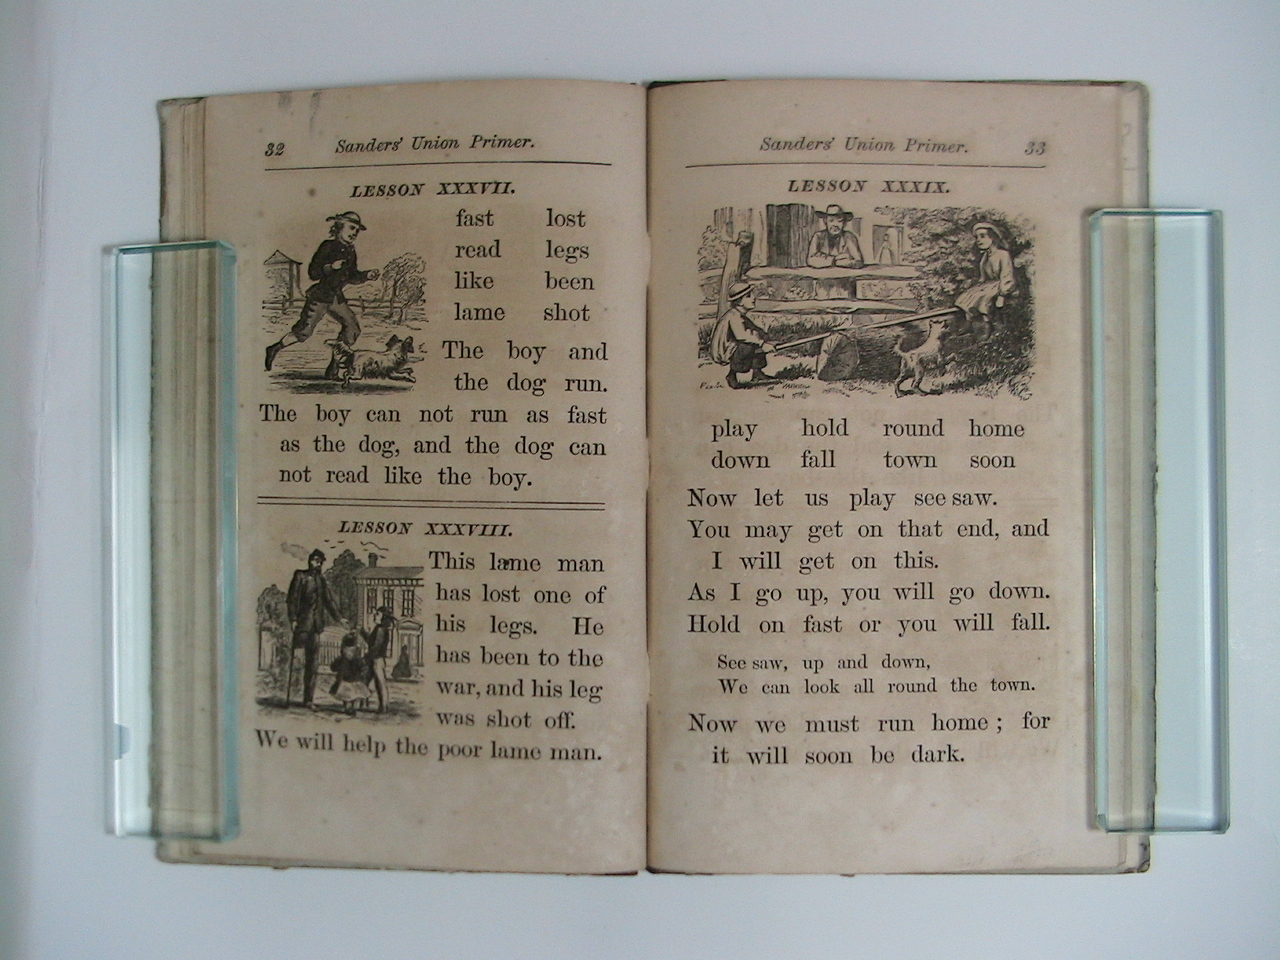 32 Sanders' Union Primer.
LESSON XXXVII.
fast lost
read legs
like been
lame shot
The boy and
the dog run.
The boy can not run as fast
as the dog, and the dog can
not read like the boy.
LESSON XXXVIII.
This lame man
has lost one of
his legs. He
has been to the
war, and his leg
was shot off.
We will help the poor lame man.
Sanders' Union Primer. 33
LESSON XXXIX.
play hold round home
down fall town soon
Now let us play see saw.
You may get on that end, and
I will get on this.
As I go up, you will go down.
Hold on fast or you will fall.
See saw, up and down,
We can look all round the town.
Now we must run home ; for
it will soon be dark.